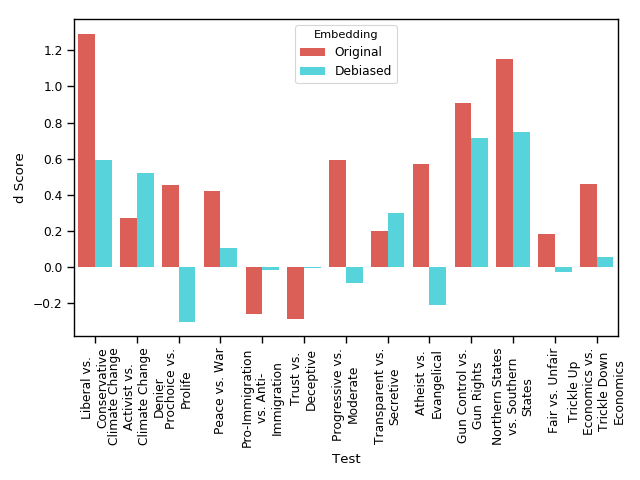 Embedding
Original
Debiased
d Score
1.2
1.0
0.8
0.6
0.4
0.2
0.0
−0.2
Liberal vs.
Conservative
Climate Change
Activist vs.
Climate Change
Denier
Prochoice vs.
Prolife
Peace vs. War
Pro-Immigration
vs. Anti-
Immigration
Trust vs.
Deceptive
Progressive vs.
Moderate
Transparent vs.
Secretive
Atheist vs.
Evangelical
Gun Control vs.
Gun Rights
Northern States
vs. Southern
States
Fair vs. Unfair
Trickle Up
Economics vs.
Trickle Down
Economics
Test